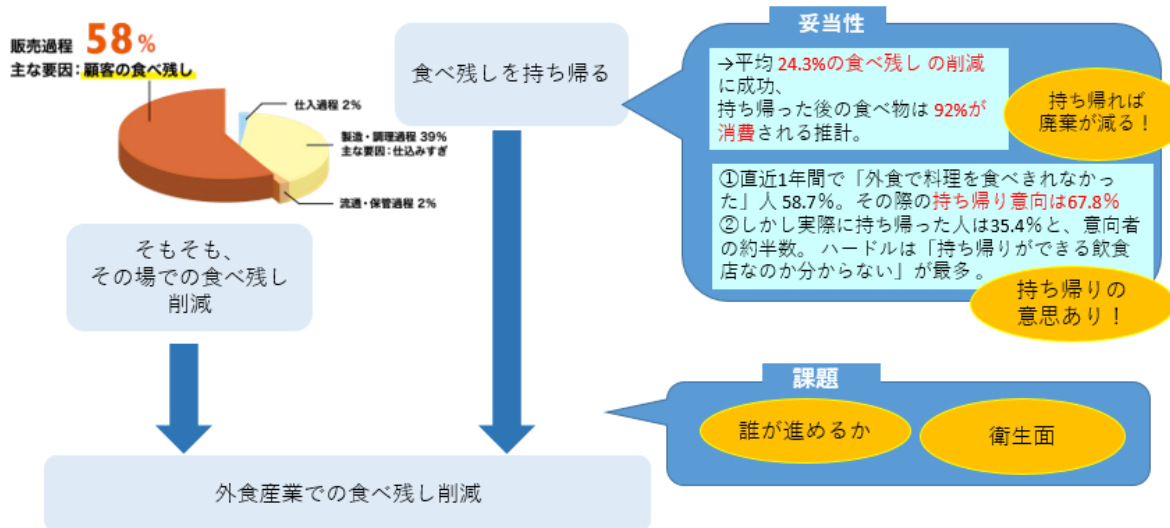 販売過程 58%
主な要因:顧客の食べ残し
仕入過程 2%
製造・調理過程 39%
主な要因:仕込みすぎ
流通・保管過程 2%
そもそも、
その場での食べ残し
削減
食べ残しを持ち帰る
妥当性
→平均 24.3%の食べ残し の削減
に成功、
持ち帰った後の食べ物は 92%が
消費される推計。
持ち帰れば
廃棄が減る!
①直近1年間で「外食で料理を食べきれなかっ
た」人 58.7%。その際の持ち帰り意向は67.8%
②しかし実際に持ち帰った人は35.4%と、意向者
の約半数。 ハードルは「持ち帰りができる飲食
店なのか分からない」が最多 。
持ち帰りの
意思あり!
課題
誰が進めるか
衛生面
外食産業での食べ残し削減